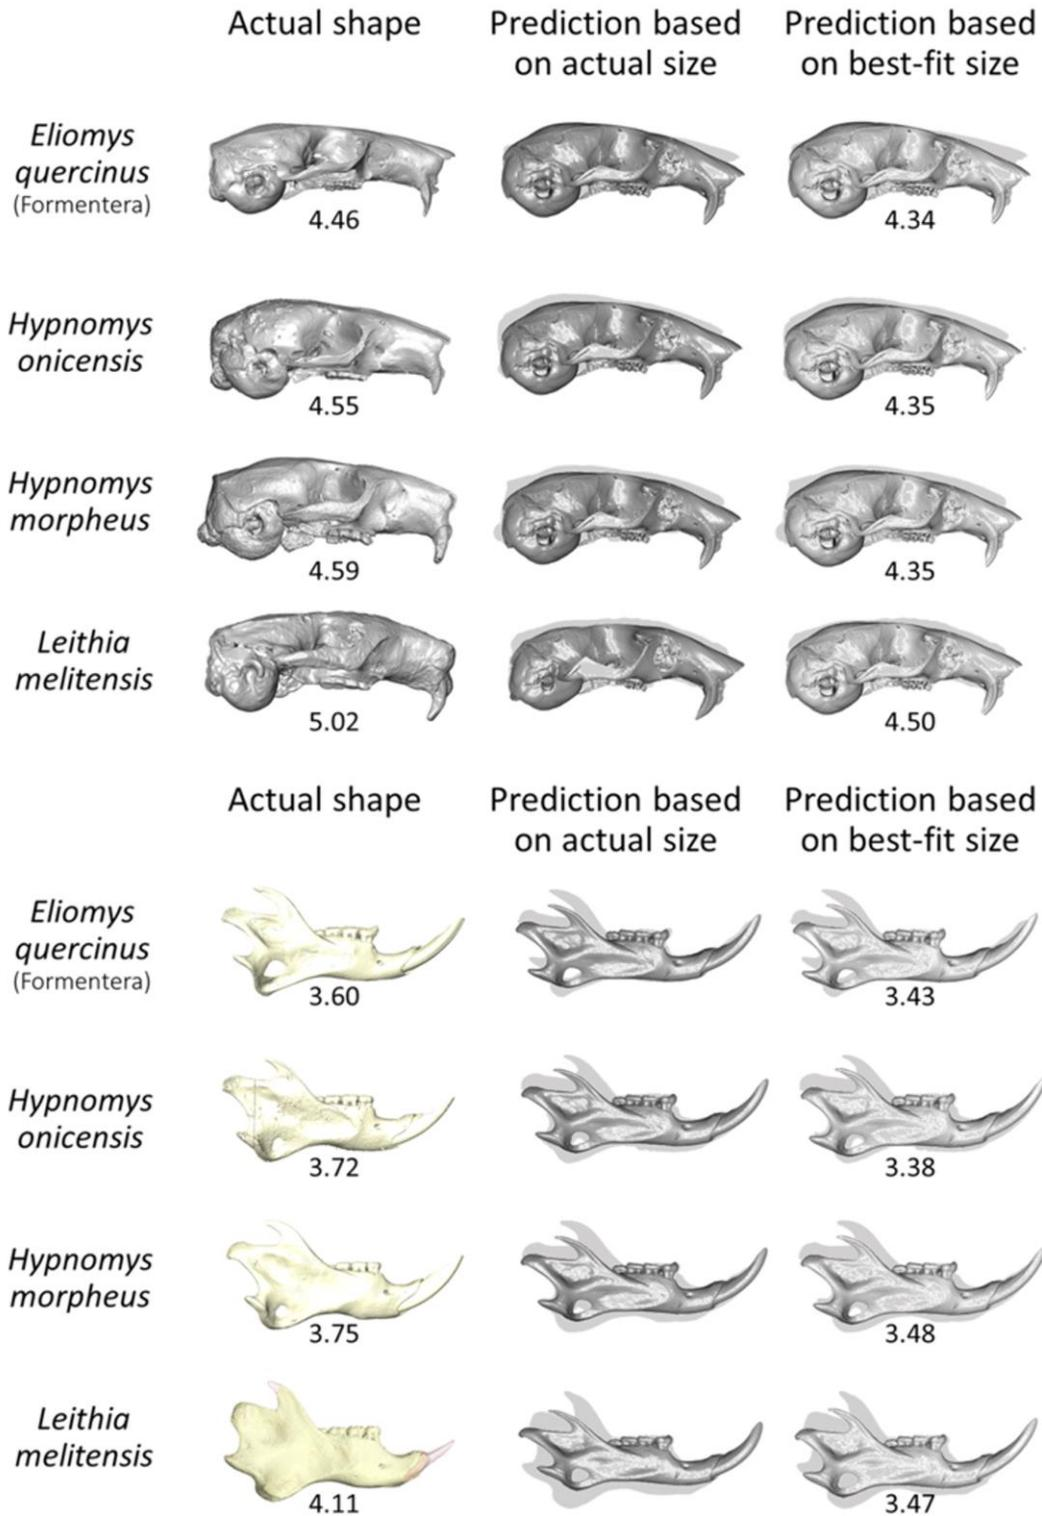 Actual shape
Prediction based
on actual size
Prediction based
on best-fit size
Eliomys
quercinus
(Formentera)
4.46
4.34
Hypnomys
onicensis
4.55
4.35
Hypnomys
morpheus
4.59
4.35
Leithia
melitensis
5.02
4.50
Actual shape
Prediction based
on actual size
Prediction based
on best-fit size
Eliomys
quercinus
(Formentera)
3.60
3.43
Hypnomys
onicensis
3.72
3.38
Hypnomys
morpheus
3.75
3.48
Leithia
melitensis
4.11
3.47